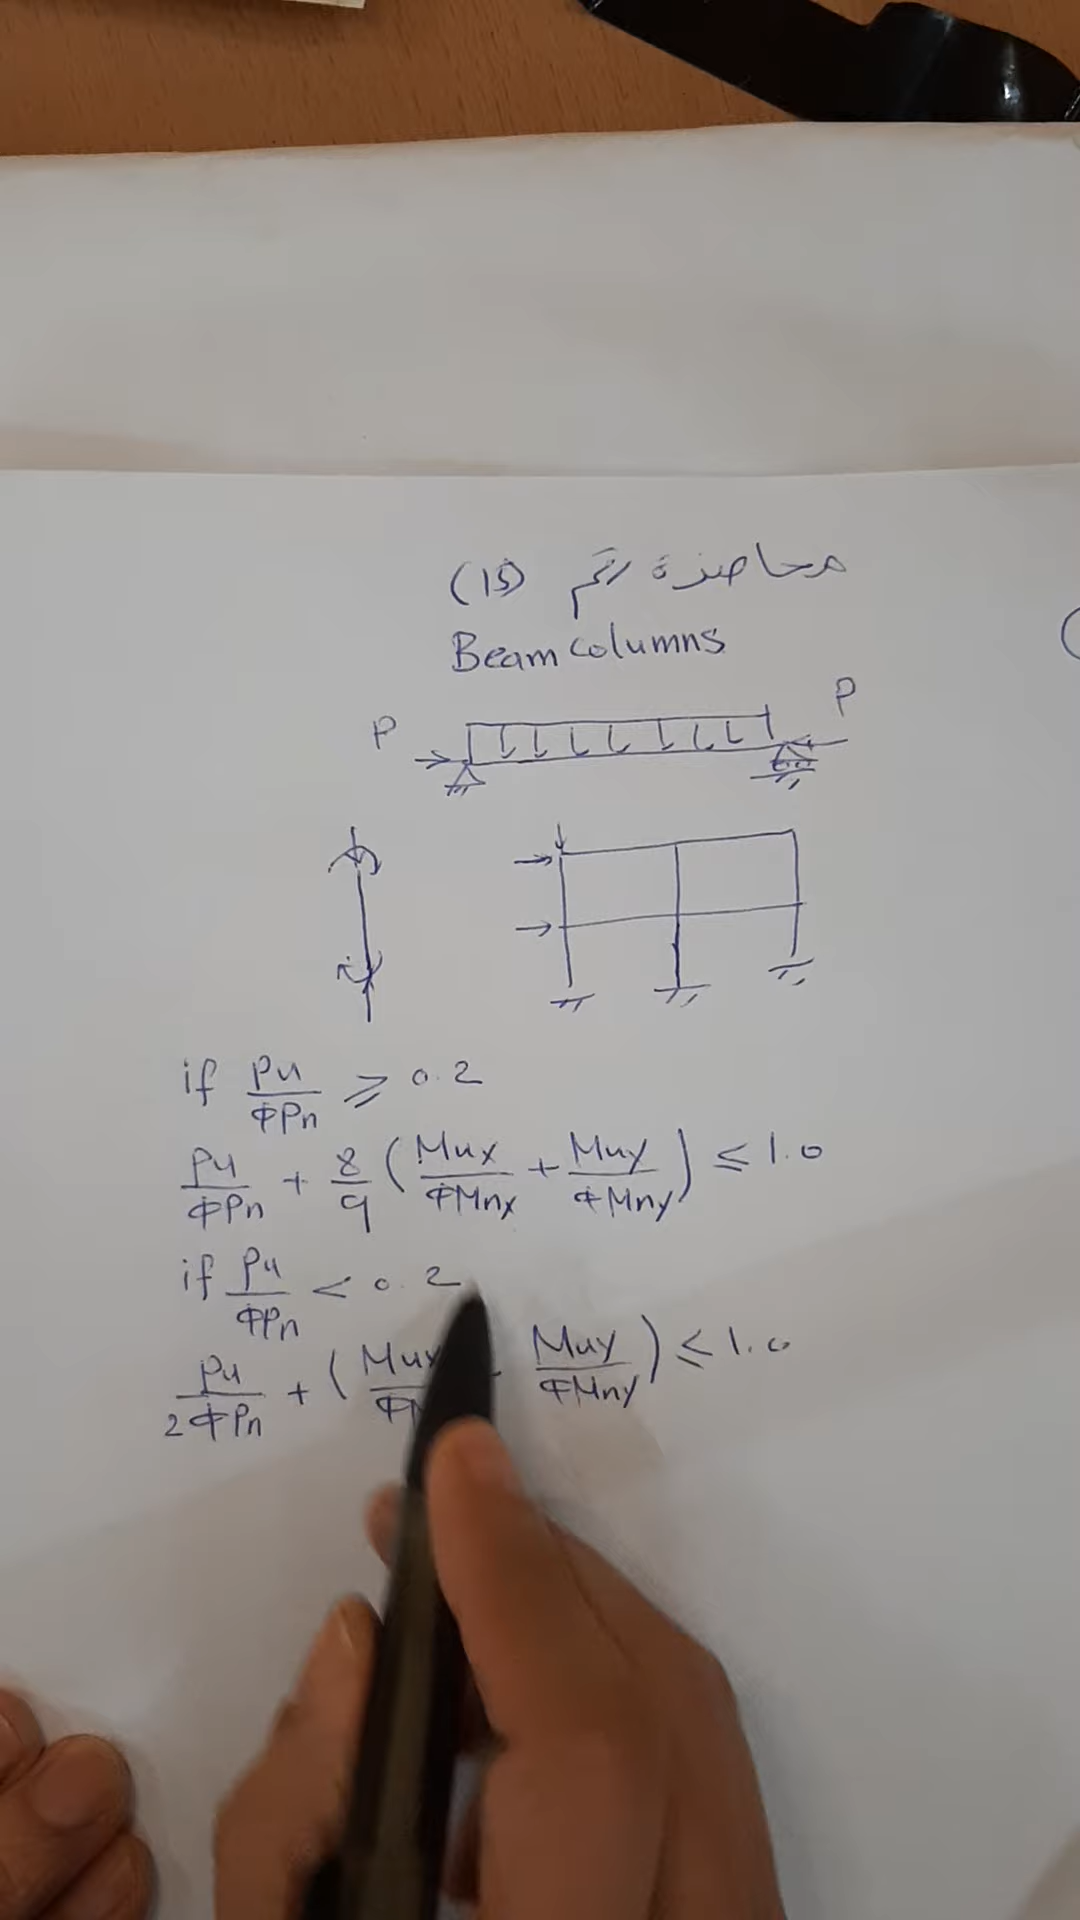 محاضرة رقم (15)
Beam columns
P P
if Pu/ΦPn ⩾ 0.2
Pu/ΦPn + 8/9 (Mux/ΦMnx + Muy/ΦMny) ≤ 1.0
if Pu/ΦPn < 0.2
Pu/2ΦPn + (Mux/Φ Muy/ΦMny) ≤ 1.0